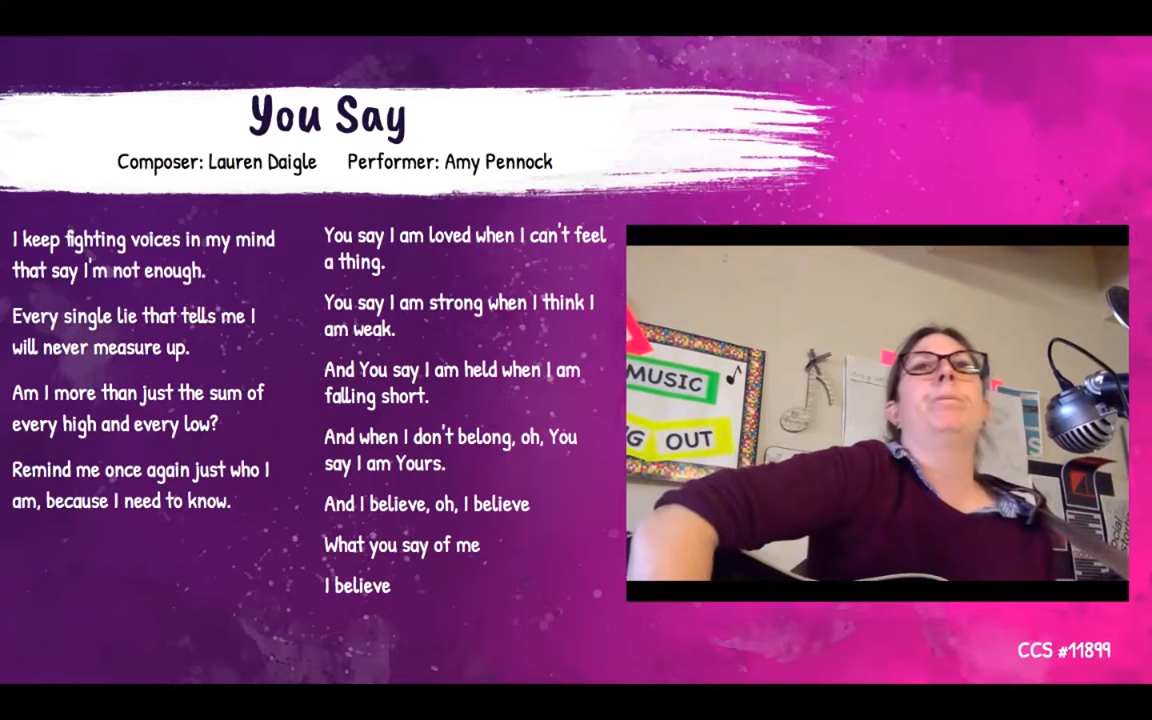 You Say
Composer: Lauren Daigle Performer: Amy Pennock
I keep fighting voices in my mind
that say I'm not enough.
Every single lie that tells me I
will never measure up.
Am I more than just the sum of
every high and every low?
Remind me once again just who I
am, because I need to know.
You say I am loved when I can't feel
a thing.
You say I am strong when I think I
am weak.
And You say I am held when I am
falling short.
And when I don't belong, oh, You
say I am Yours.
And I believe, oh, I believe
What you say of me
I believe
MUSIC
G OUT
CCS #11899